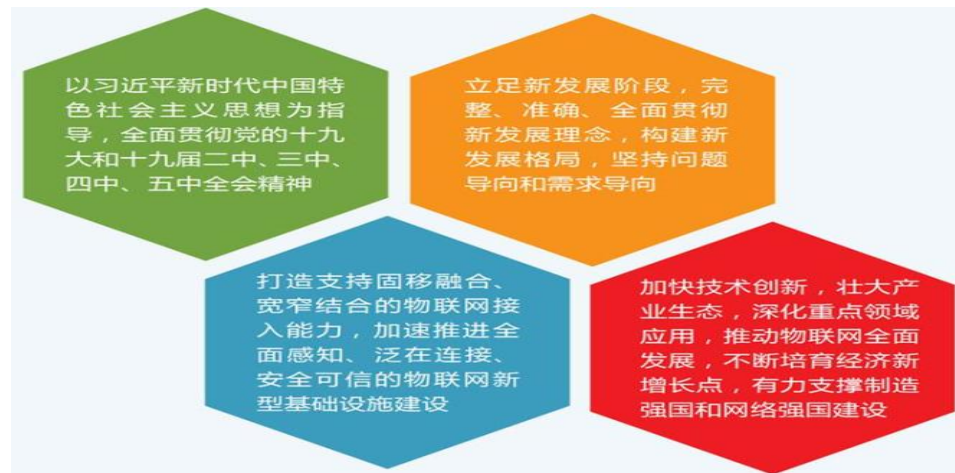 以习近平新时代中国特
色社会主义思想为指
导，全面贯彻党的十九
大和十九届二中、三中、
四中、五中全会精神
立足新发展阶段，完
整、准确、全面贯彻
新发展理念，构建新
发展格局，坚持问题
导向和需求导向
打造支持固移融合、
宽窄结合的物联网接
入能力，加速推进全
面感知、泛在连接、
安全可信的物联网新
型基础设施建设
加快技术创新，壮大产
业生态，深化重点领域
应用，推动物联网全面
发展，不断培育经济新
增长点，有力支撑制造
强国和网络强国建设